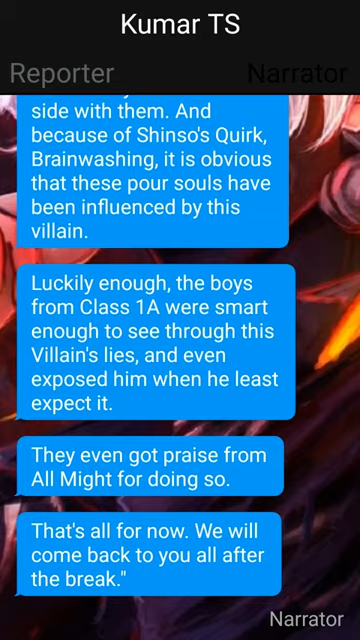 Kumar TS
Reporter
Narrator
side with them. And
because of Shinso's Quirk,
Brainwashing, it is obvious
that these pour souls have
been influenced by this
villain.
Luckily enough, the boys
from Class 1A were smart
enough to see through this
Villain's lies, and even
exposed him when he least
expect it.
They even got praise from
All Might for doing so.
That's all for now. We will
come back to you all after
the break."
Narrator